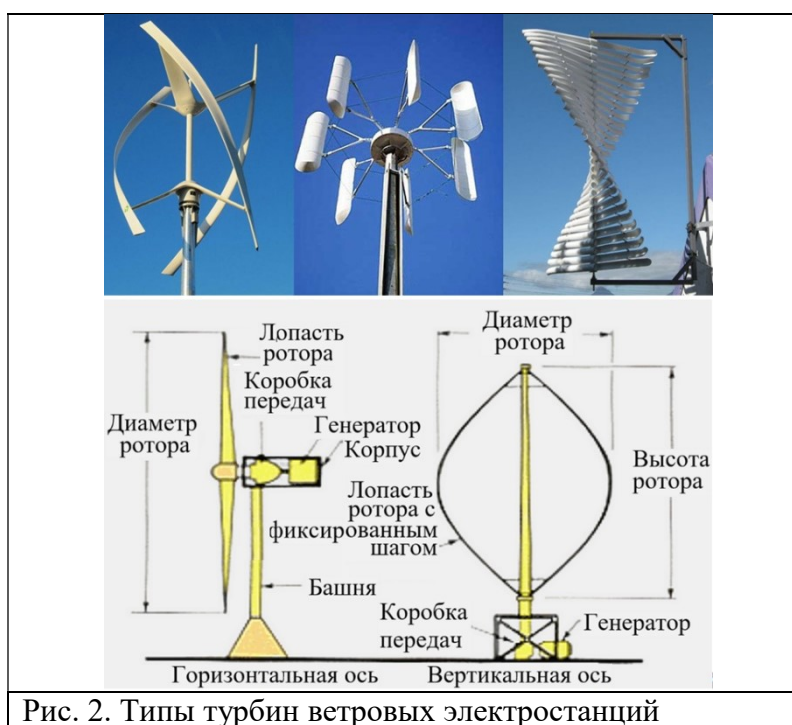 Лопасть
ротора
Коробка
передач
Диаметр
ротора
Генератор
Корпус
Башня
Горизонтальная ось
Диаметр
ротора
Высота
ротора
Лопасть
ротора с
фиксированным
шагом
Коробка
передач
Генератор
Вертикальная ось
Рис. 2. Типы турбин ветровых электростанций